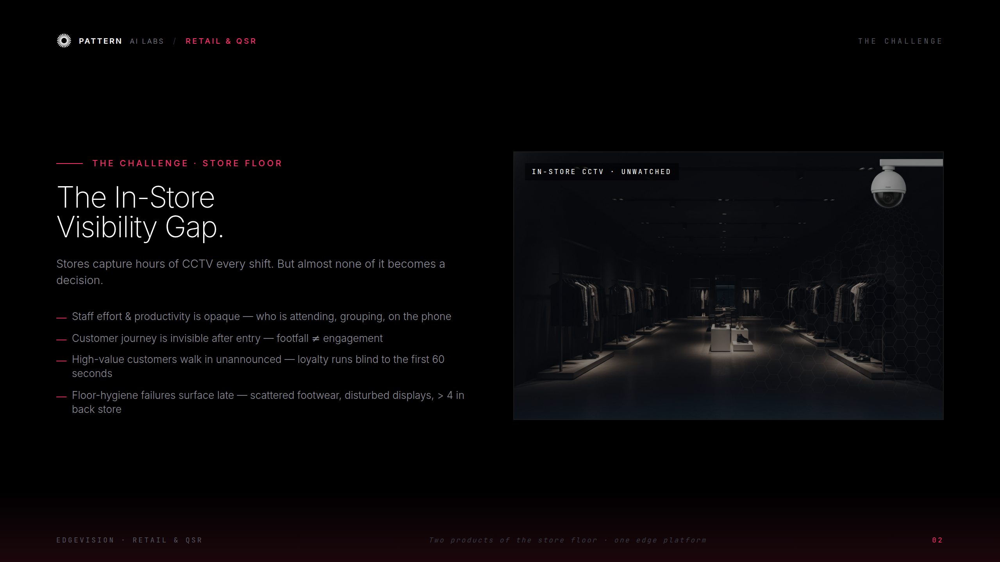 PATTERN AI LABS / RETAIL & QSR
THE CHALLENGE
THE CHALLENGE · STORE FLOOR
The In-Store
Visibility Gap.
Stores capture hours of CCTV every shift. But almost none of it becomes a
decision.
— Staff effort & productivity is opaque — who is attending, grouping, on the phone
— Customer journey is invisible after entry — footfall ≠ engagement
— High-value customers walk in unannounced — loyalty runs blind to the first 60
seconds
— Floor-hygiene failures surface late — scattered footwear, disturbed displays, > 4 in
back store
IN-STORE CCTV · UNWATCHED
EDGEVISION · RETAIL & QSR
Two products of the store floor · one edge platform
02